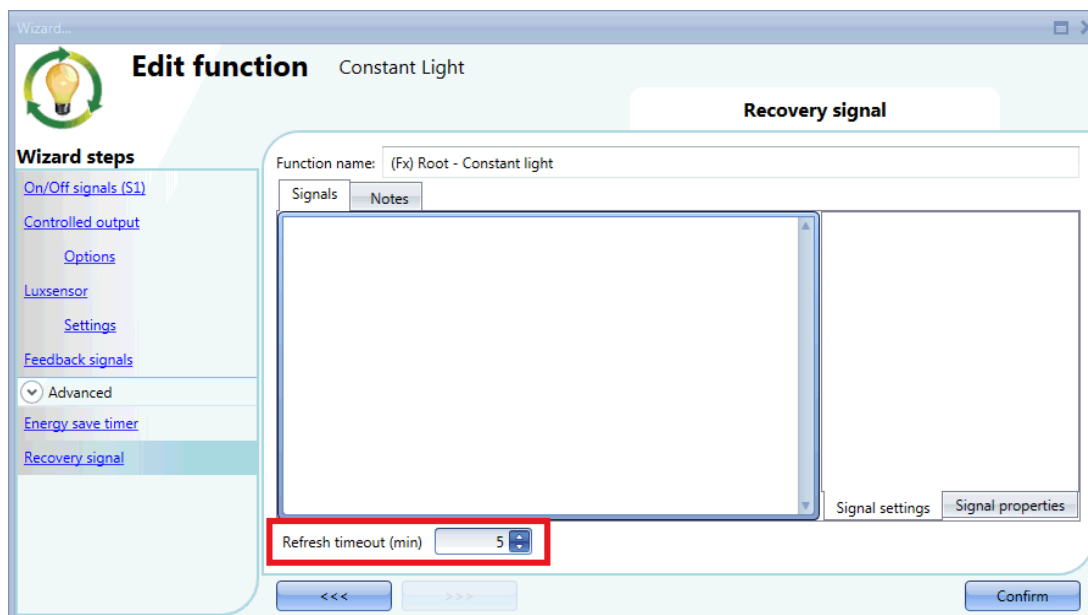 Wizard...
Edit function Constant Light
Recovery signal
Wizard steps
On/Off signals (S1)
Controlled output
Options
Luxsensor
Settings
Feedback signals
Advanced
Energy save timer
Recovery signal
Function name: (Fx) Root - Constant light
Signals Notes
Signal settings Signal properties
Refresh timeout (min) 5
<<< >>> Confirm